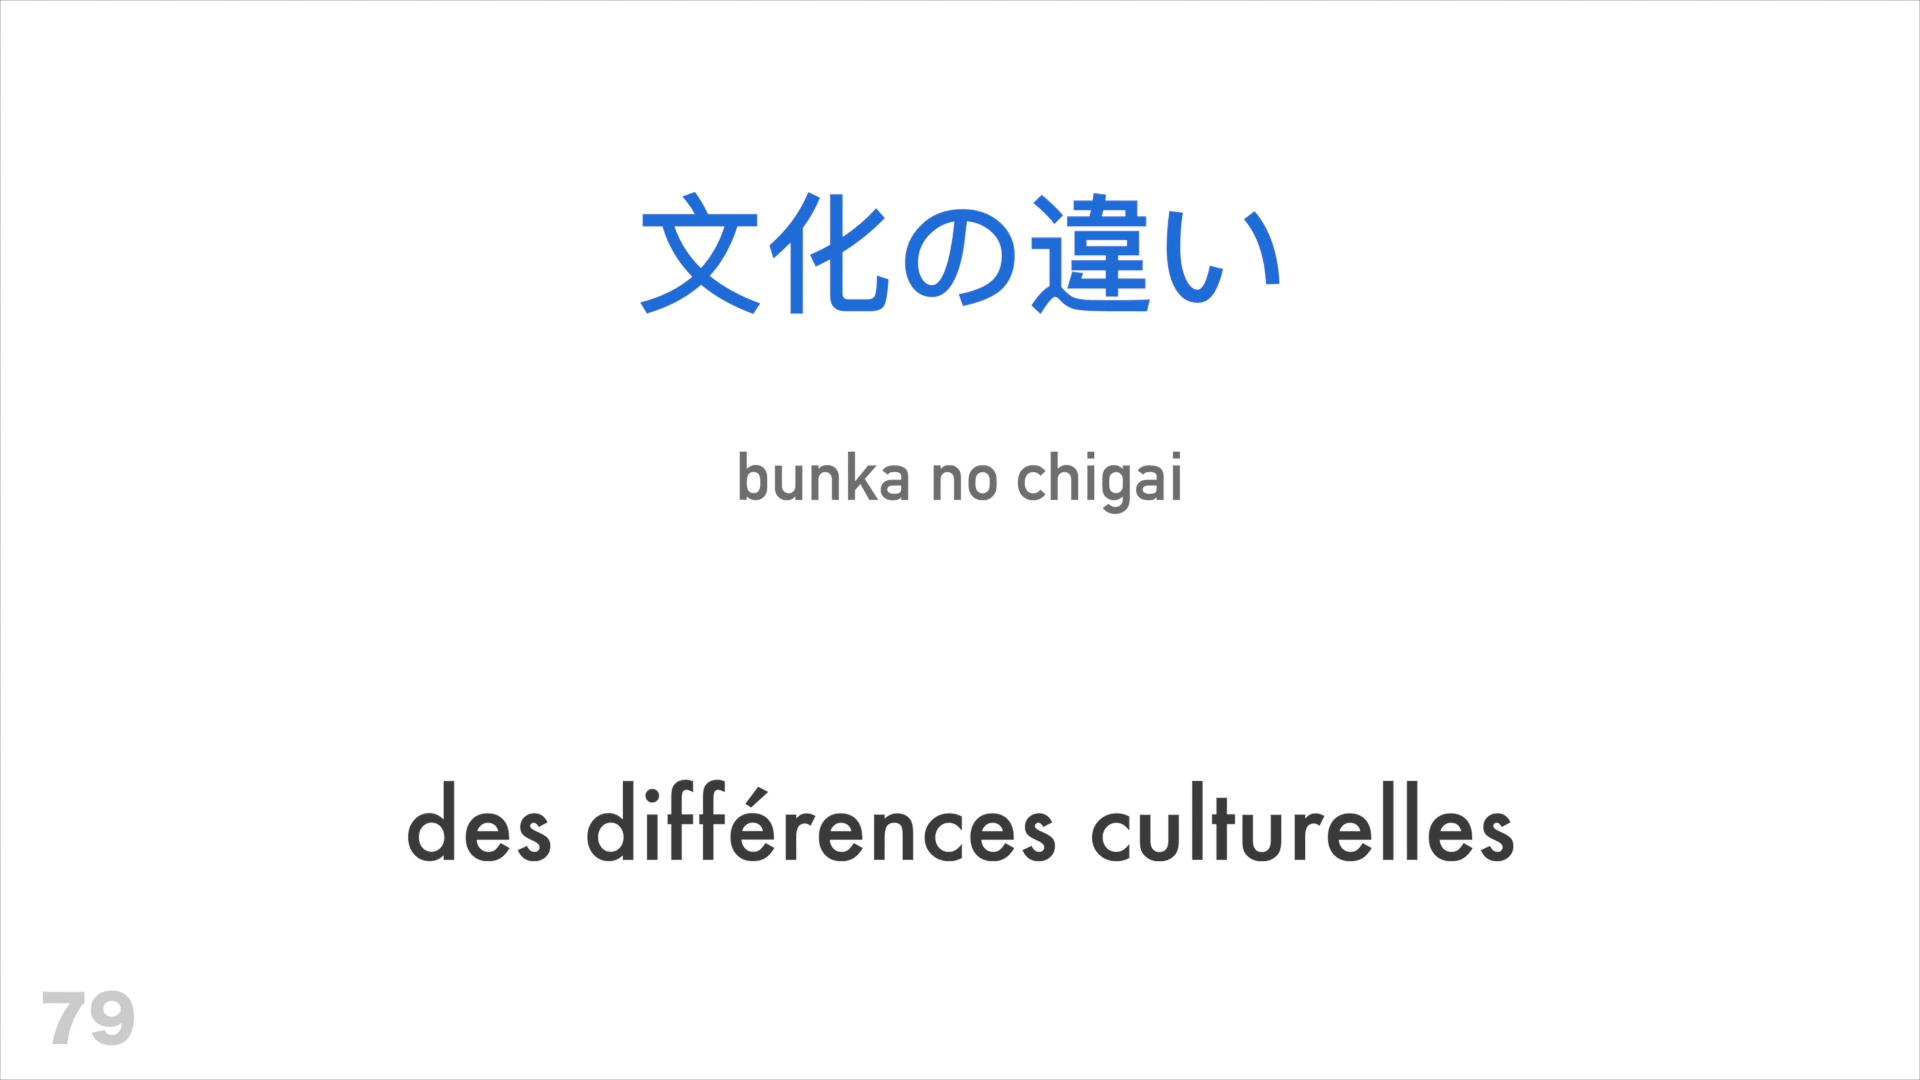 文化の違い
bunka no chigai
des différences culturelles
79